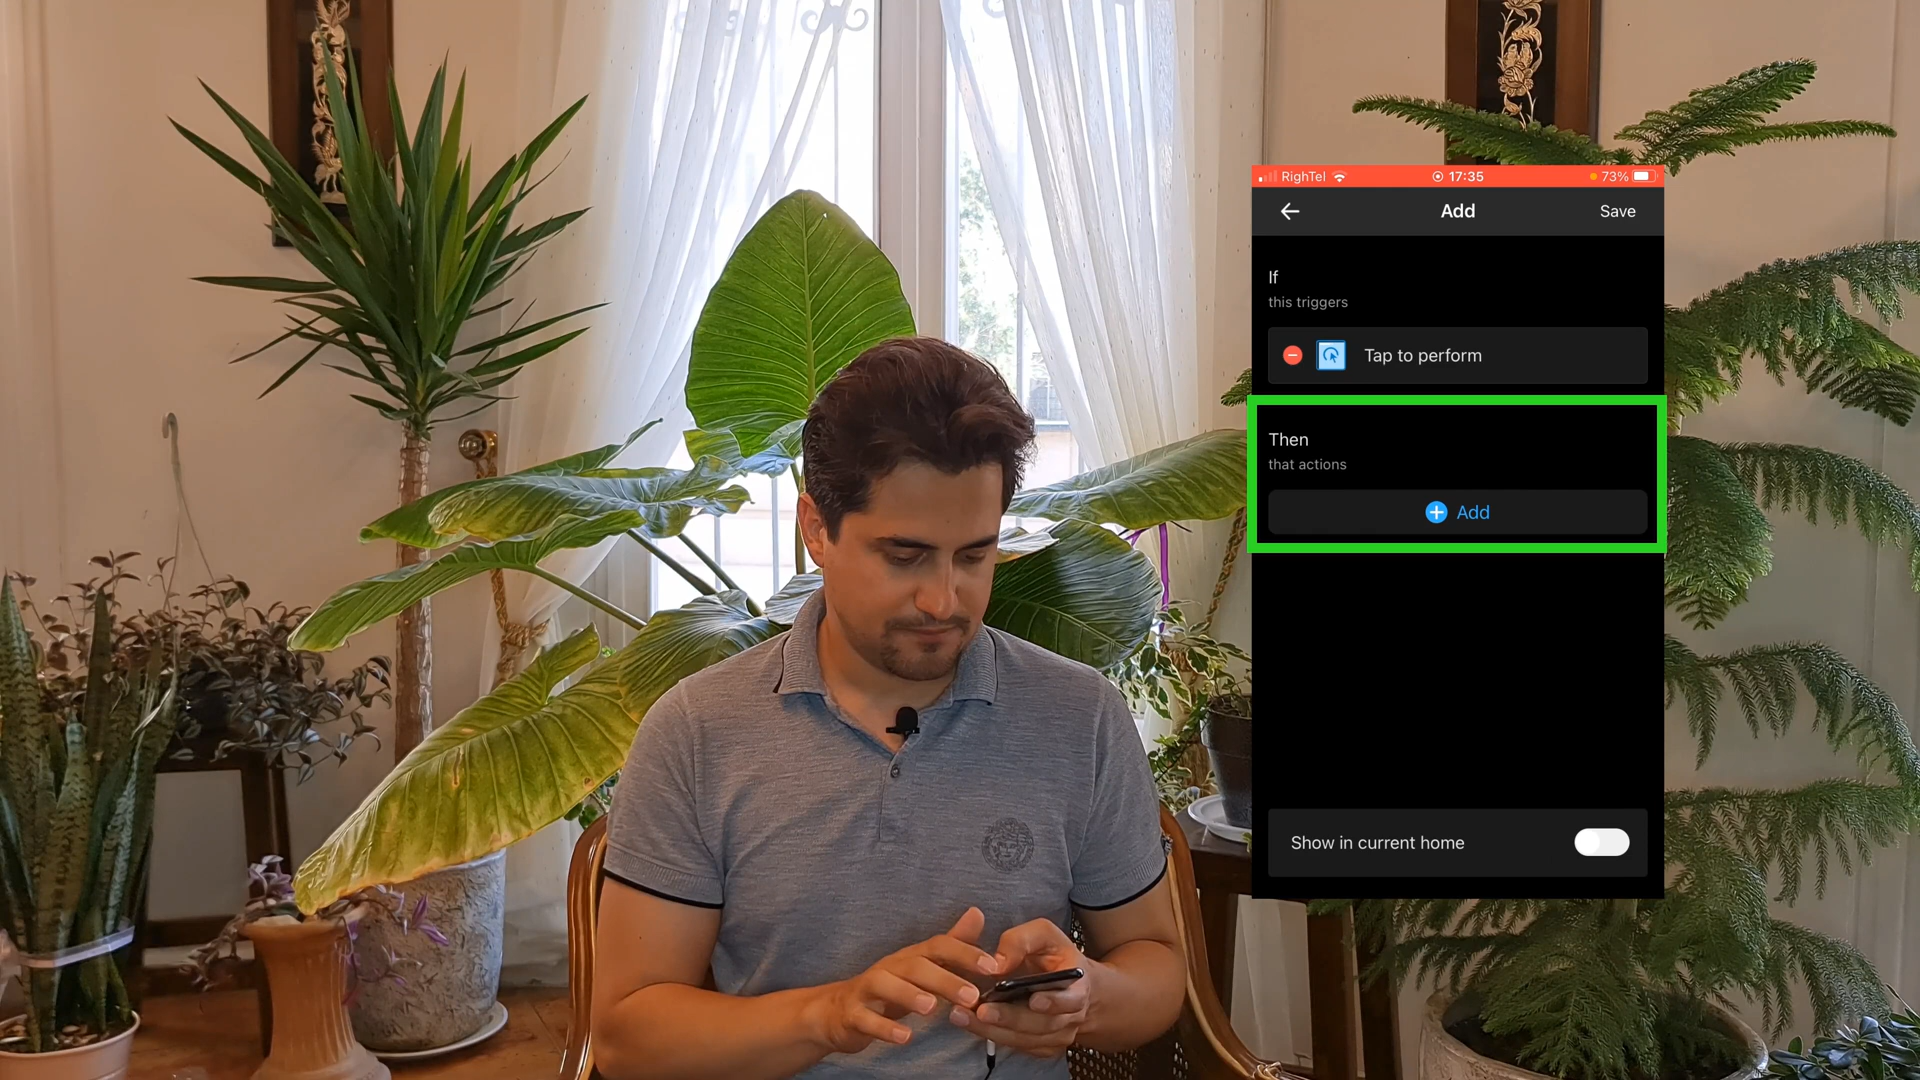 RighTel 17:35 73%
Add Save
If
this triggers
Tap to perform
Then
that actions
Add
Show in current home